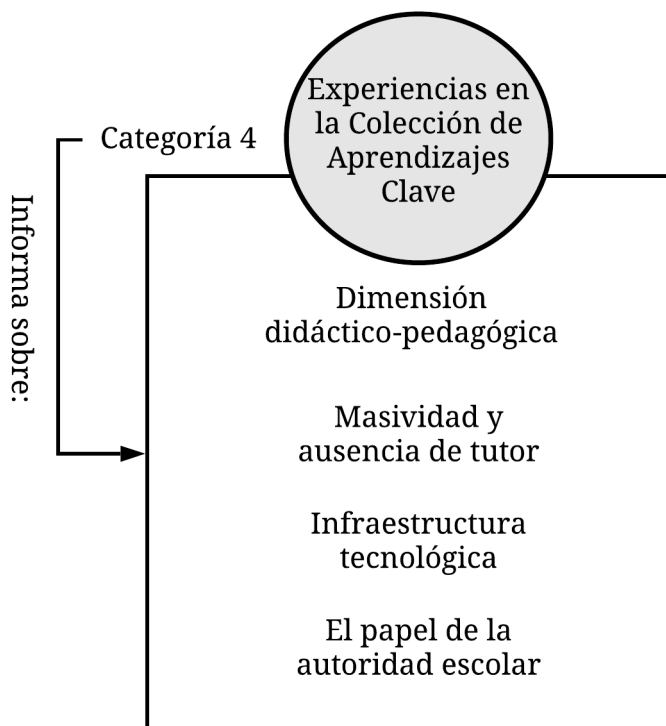 Experiencias en
la Colección de
Aprendizajes
Clave
Categoría 4
Informa sobre:
Dimensión
didáctico-pedagógica
Masividad y
ausencia de tutor
Infraestructura
tecnológica
El papel de la
autoridad escolar